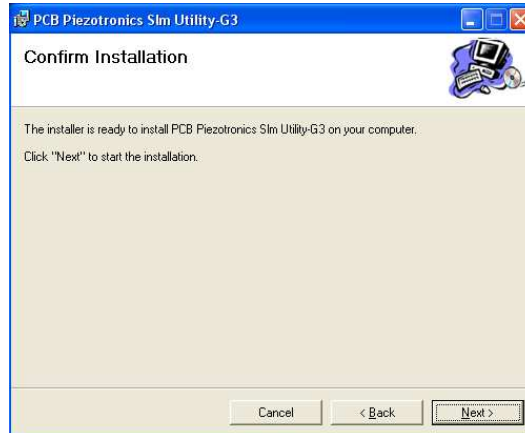 PCB Piezotronics Slm Utility-G3
Confirm Installation
The installer is ready to install PCB Piezotronics Slm Utility-G3 on your computer.
Click "Next" to start the installation.
Cancel
< Back
Next >